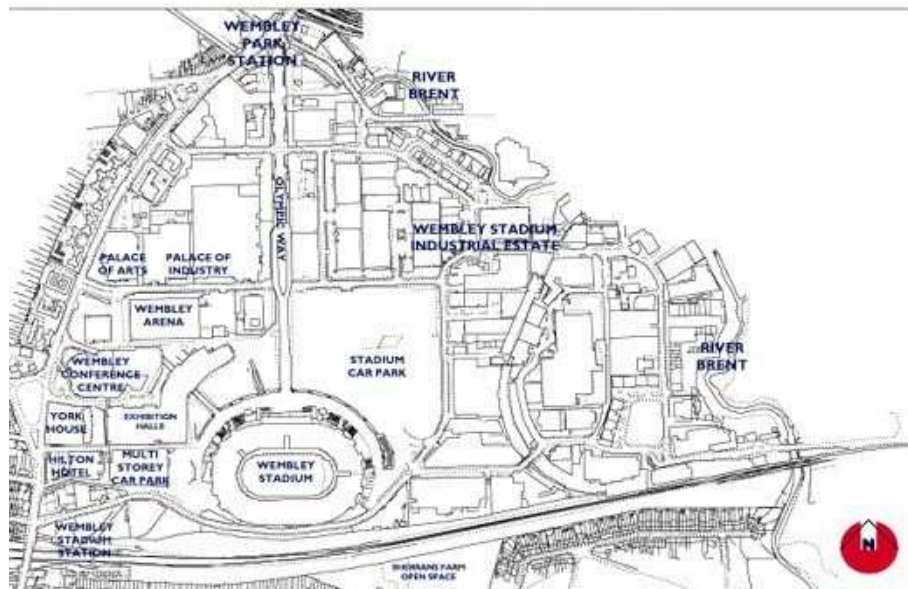 WEMBLEY
PARK
STATION
RIVER
BRENT
OLYMPIC WAY
WEMBLEY STADIUM
INDUSTRIAL ESTATE
PALACE
OF ARTS
PALACE OF
INDUSTRY
WEMBLEY
ARENA
STADIUM
CAR PARK
RIVER
BRENT
WEMBLEY
CONFERENCE
CENTRE
YORK
HOUSE
EXHIBITION
HALLS
HILTON
HOTEL
MULTI
STOREY
CAR PARK
WEMBLEY
STADIUM
WEMBLEY
STADIUM
STATION
SHERRANS FARM
OPEN SPACE
N